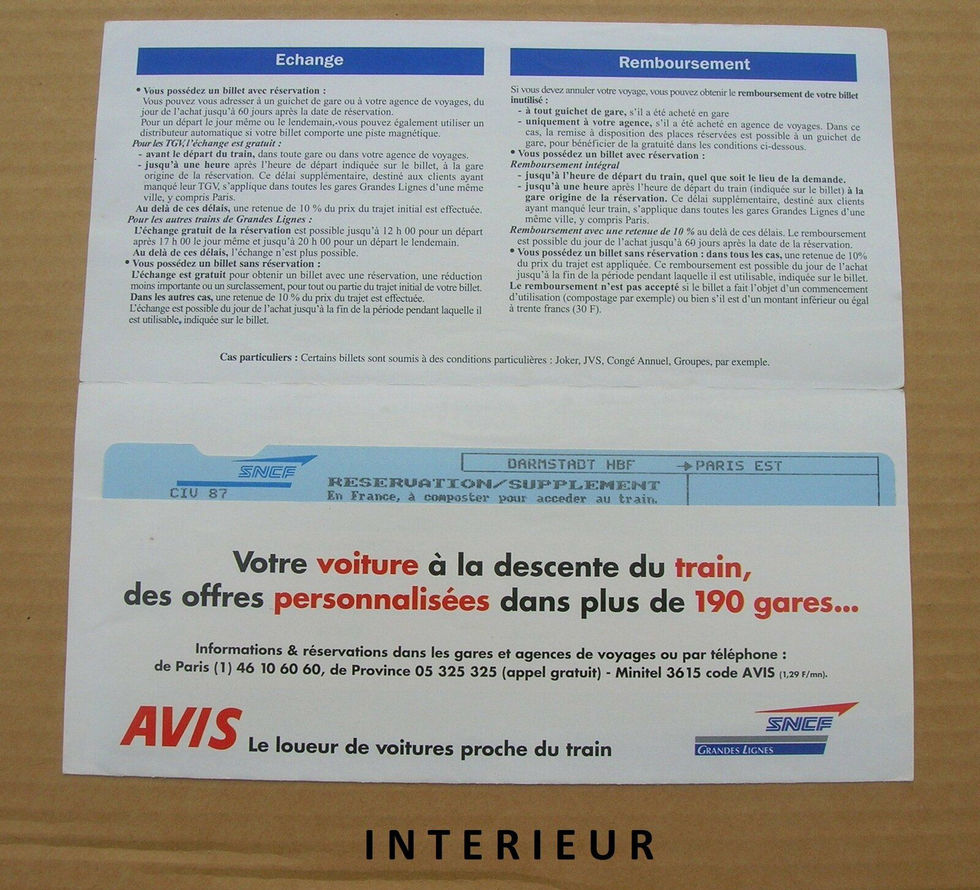 Echange
• Vous possédez un billet avec réservation :
Vous pouvez vous adresser à un guichet de gare ou à votre agence de voyages, du
jour de l'achat jusqu'à 60 jours après la date de réservation.
Pour un départ le jour même ou le lendemain, vous pouvez également utiliser un
distributeur automatique si votre billet comporte une piste magnétique.
Pour les TGV, l'échange est gratuit :
- avant le départ du train, dans toute gare ou dans votre agence de voyages.
- jusqu'à une heure après l'heure de départ indiquée sur le billet, à la gare
origine de la réservation. Ce délai supplémentaire, destiné aux clients ayant
manqué leur TGV, s'applique dans toutes les gares Grandes Lignes d'une même
ville, y compris Paris.
Au delà de ces délais, une retenue de 10 % du prix du trajet initial est effectuée.
Pour les autres trains de Grandes Lignes :
L'échange gratuit de la réservation est possible jusqu'à 12 h 00 pour un départ
après 17 h 00 le jour même et jusqu'à 20 h 00 pour un départ le lendemain.
Au delà de ces délais, l'échange n'est plus possible.
• Vous possédez un billet sans réservation :
L'échange est gratuit pour obtenir un billet avec une réservation, une réduction
moins importante ou un surclassement, pour tout ou partie du trajet initial de votre billet.
Dans les autres cas, une retenue de 10 % du prix du trajet est effectuée.
L'échange est possible du jour de l'achat jusqu'à la fin de la période pendant laquelle il
est utilisable, indiquée sur le billet.
Remboursement
Si vous devez annuler votre voyage, vous pouvez obtenir le remboursement de votre billet
inutilisé :
- à tout guichet de gare, s'il a été acheté en gare
- uniquement à votre agence, s'il a été acheté en agence de voyages. Dans ce
cas, la remise à disposition des places réservées est possible à un guichet de
gare, pour bénéficier de la gratuité dans les conditions ci-dessous.
• Vous possédez un billet avec réservation :
Remboursement intégral
- jusqu'à l'heure de départ du train, quel que soit le lieu de la demande.
- jusqu'à une heure après l'heure de départ du train (indiquée sur le billet) à la
gare origine de la réservation. Ce délai supplémentaire, destiné aux clients
ayant manqué leur train, s'applique dans toutes les gares Grandes Lignes d'une
même ville, y compris Paris.
Remboursement avec une retenue de 10 % au delà de ces délais. Le remboursement
est possible du jour de l'achat jusqu'à 60 jours après la date de la réservation.
• Vous possédez un billet sans réservation : dans tous les cas, une retenue de 10%
du prix du trajet est appliquée. Ce remboursement est possible du jour de l'achat
jusqu'à la fin de la période pendant laquelle il est utilisable, indiquée sur le billet.
Le remboursement n'est pas accepté si le billet a fait l'objet d'un commencement
d'utilisation (compostage par exemple) ou bien s'il est d'un montant inférieur ou égal
à trente francs (30 F).
Cas particuliers : Certains billets sont soumis à des conditions particulières : Joker, JVS, Congé Annuel, Groupes, par exemple.
SNCF
DARMSTADT HBF → PARIS EST
RESERVATION/SUPPLEMENT
CIV 87
En France, à composter pour acceder au train.
Votre voiture à la descente du train,
des offres personnalisées dans plus de 190 gares...
Informations & réservations dans les gares et agences de voyages ou par téléphone :
de Paris (1) 46 10 60 60, de Province 05 325 325 (appel gratuit) - Minitel 3615 code AVIS (1,29 F/mn).
AVIS Le loueur de voitures proche du train
SNCF
GRANDES LIGNES
INTERIEUR